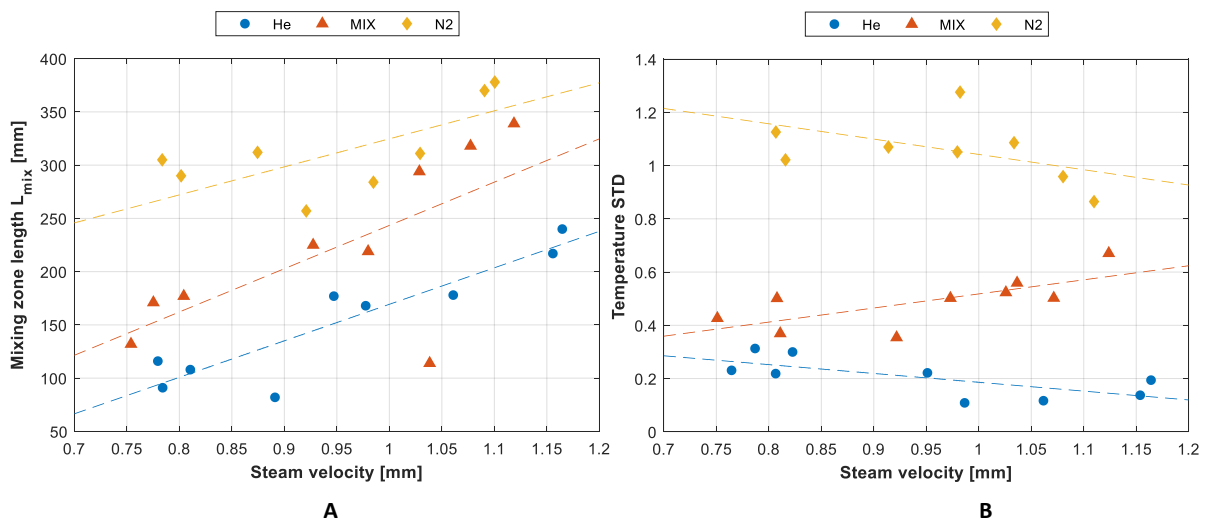 He MIX N2
400
350
300
250
200
150
100
50
Mixing zone length L_mix [mm]
0.7 0.75 0.8 0.85 0.9 0.95 1 1.05 1.1 1.15 1.2
Steam velocity [mm]
A
He MIX N2
1.4
1.2
1
0.8
0.6
0.4
0.2
0
Temperature STD
0.7 0.75 0.8 0.85 0.9 0.95 1 1.05 1.1 1.15 1.2
Steam velocity [mm]
B